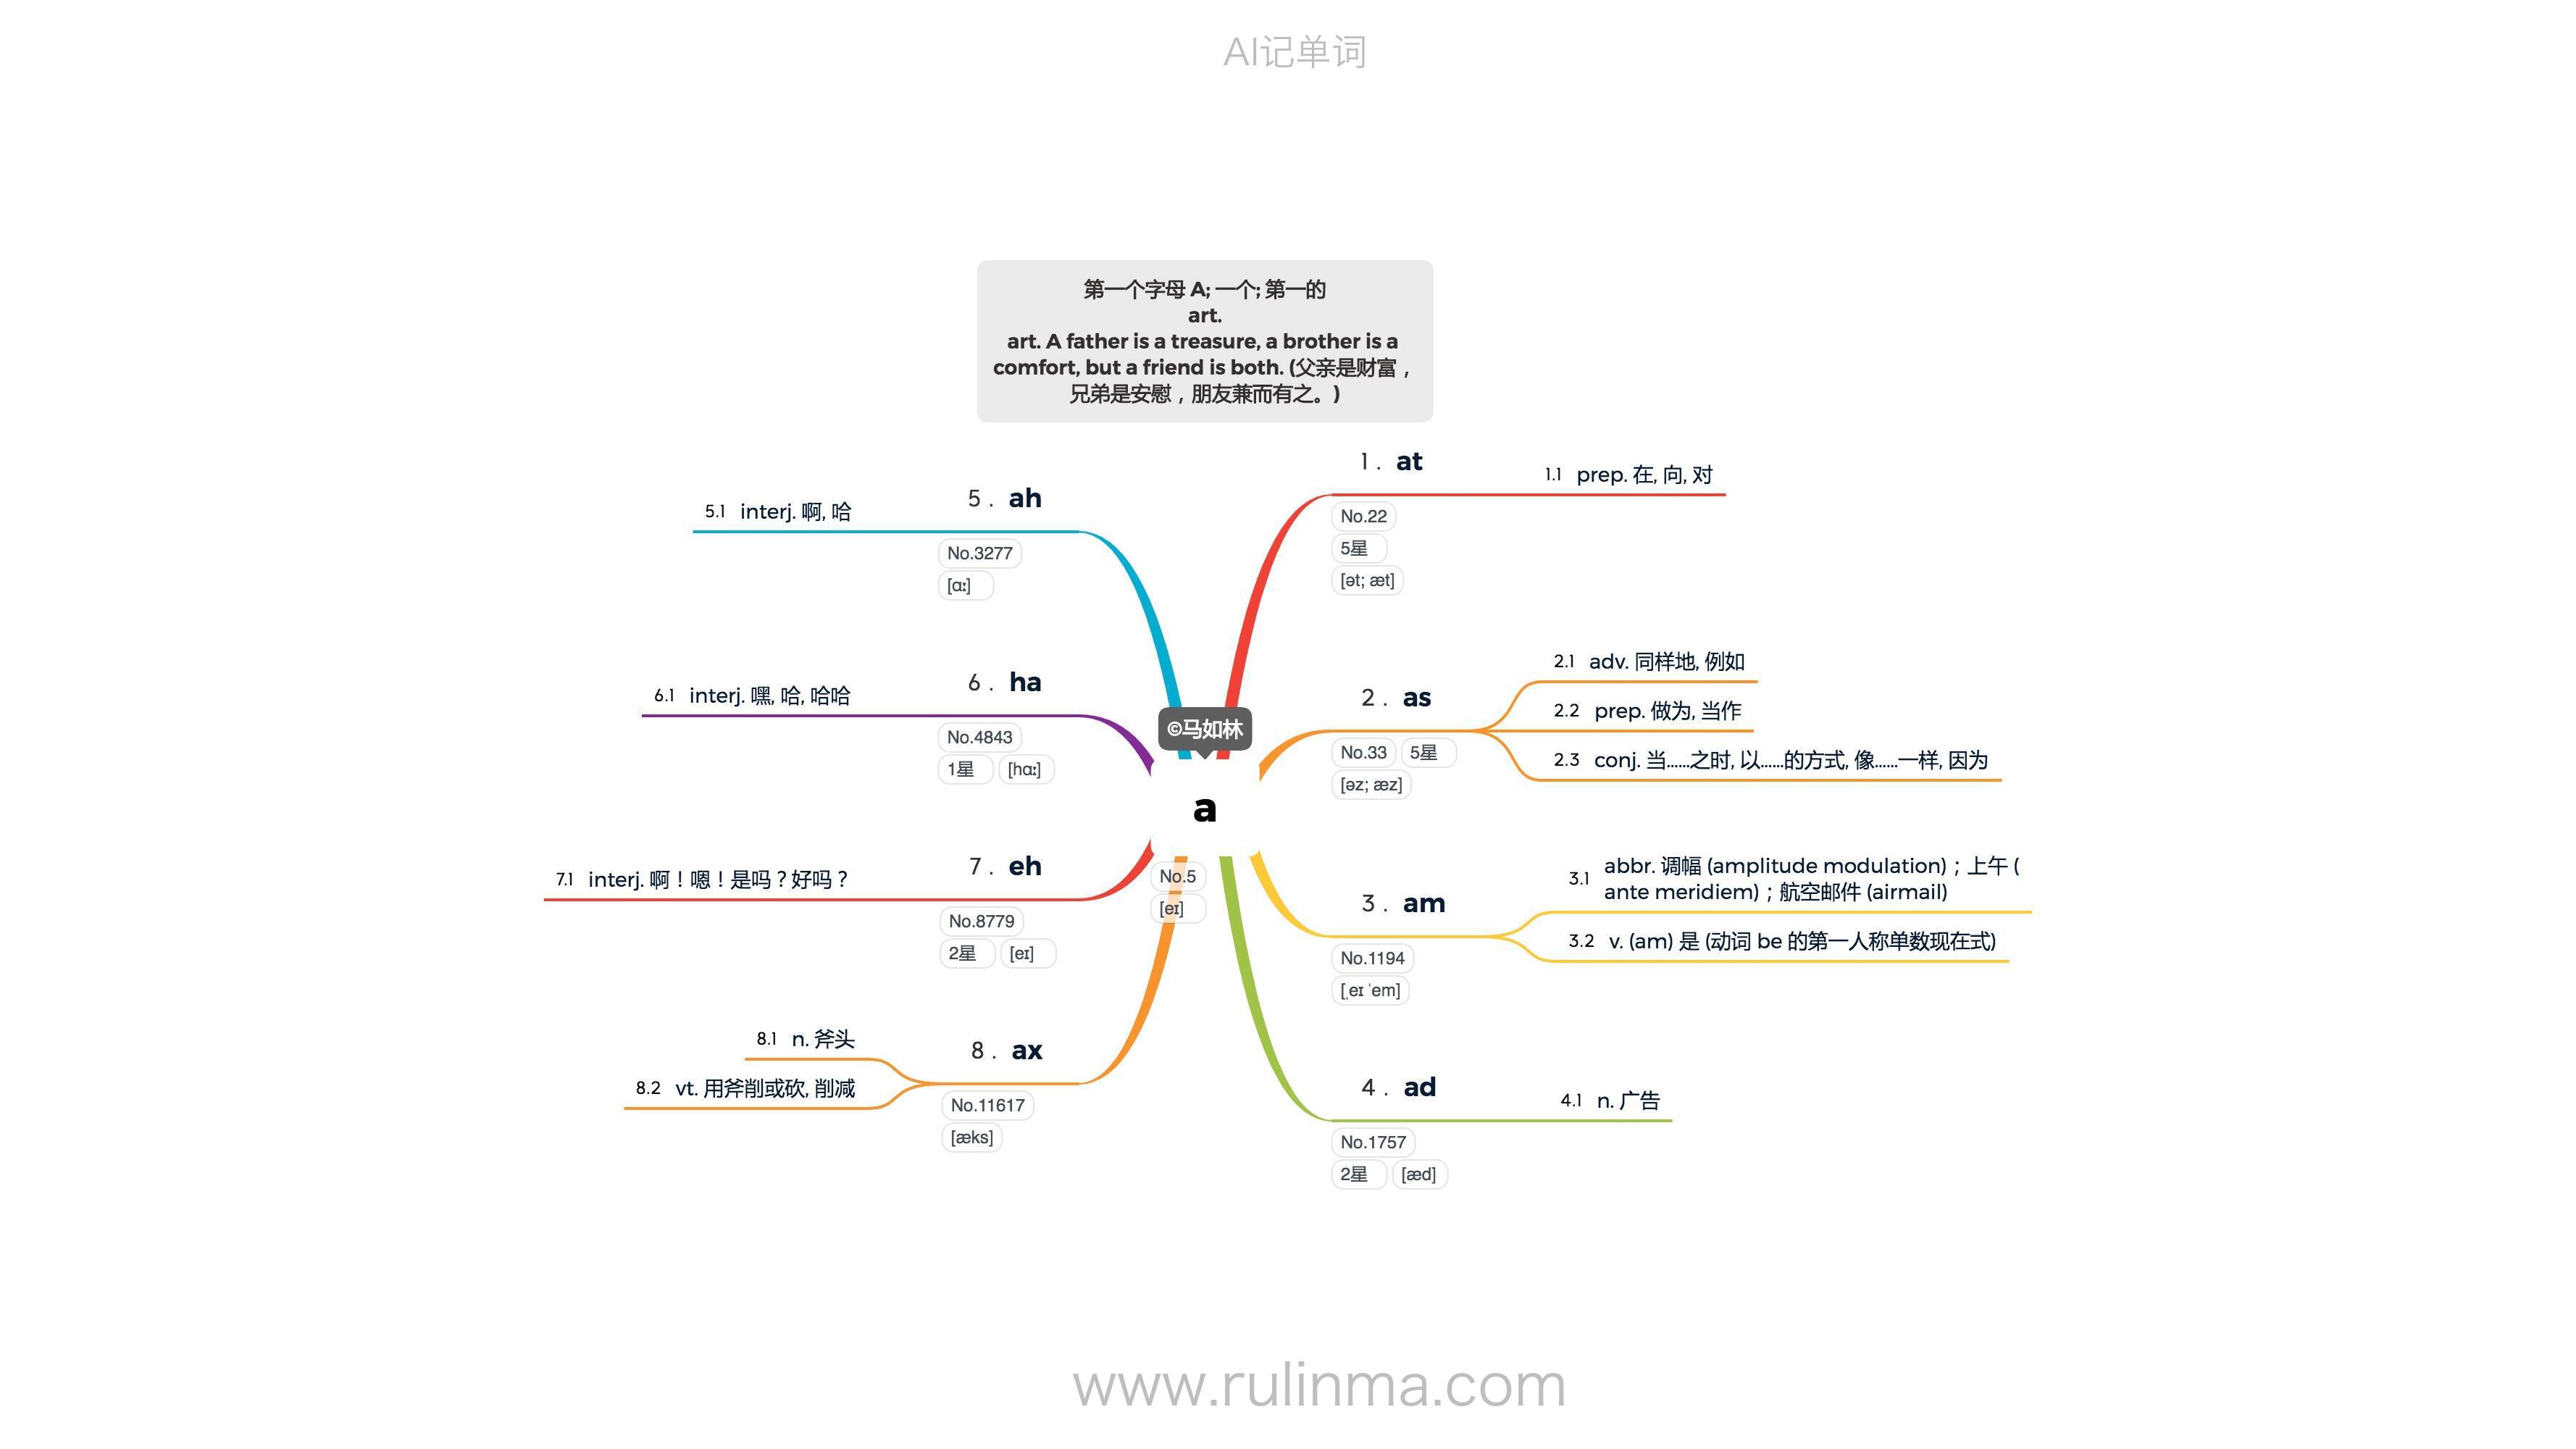 AI记单词
第一个字母 A; 一个; 第一的
art.
art. A father is a treasure, a brother is a
comfort, but a friend is both. (父亲是财富，
兄弟是安慰，朋友兼而有之。)
©马如林
a
No.5
[eɪ]
1. at
No.22
5星
[ət; æt]
1.1 prep. 在, 向, 对
2. as
No.33 5星
[əz; æz]
2.1 adv. 同样地, 例如
2.2 prep. 做为, 当作
2.3 conj. 当……之时, 以……的方式, 像……一样, 因为
3. am
No.1194
[ˌeɪ ˈem]
3.1 abbr. 调幅 (amplitude modulation)；上午 (
ante meridiem)；航空邮件 (airmail)
3.2 v. (am) 是 (动词 be 的第一人称单数现在式)
4. ad
No.1757
2星 [æd]
4.1 n. 广告
5. ah
No.3277
[ɑː]
5.1 interj. 啊, 哈
6. ha
No.4843
1星 [hɑː]
6.1 interj. 嘿, 哈, 哈哈
7. eh
No.8779
2星 [eɪ]
7.1 interj. 啊！嗯！是吗？好吗？
8. ax
No.11617
[æks]
8.1 n. 斧头
8.2 vt. 用斧削或砍, 削减
www.rulinma.com